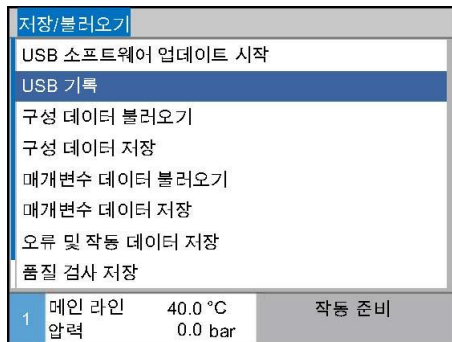 저장/불러오기
USB 소프트웨어 업데이트 시작
USB 기록
구성 데이터 불러오기
구성 데이터 저장
매개변수 데이터 불러오기
매개변수 데이터 저장
오류 및 작동 데이터 저장
품질 검사 저장
1 메인 라인 40.0 °C 작동 준비
압력 0.0 bar